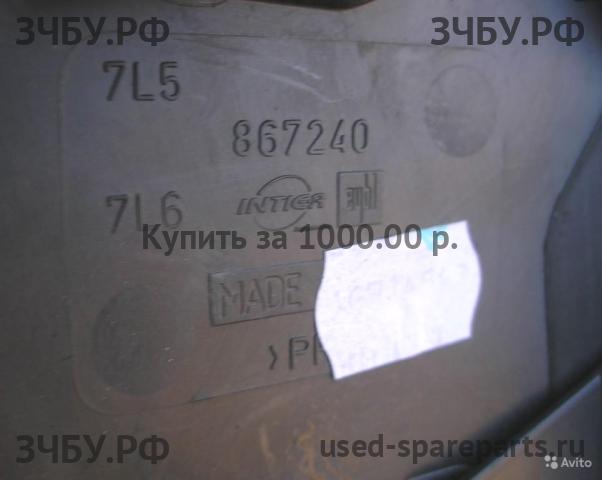 ЗЧБУ.РФ ЗЧБУ.РФ
7L5
867240
7L6 INTIER
Купить за 1000.00 р.
MADE
ЗЧБУ.РФ used-spareparts.ru
Avito